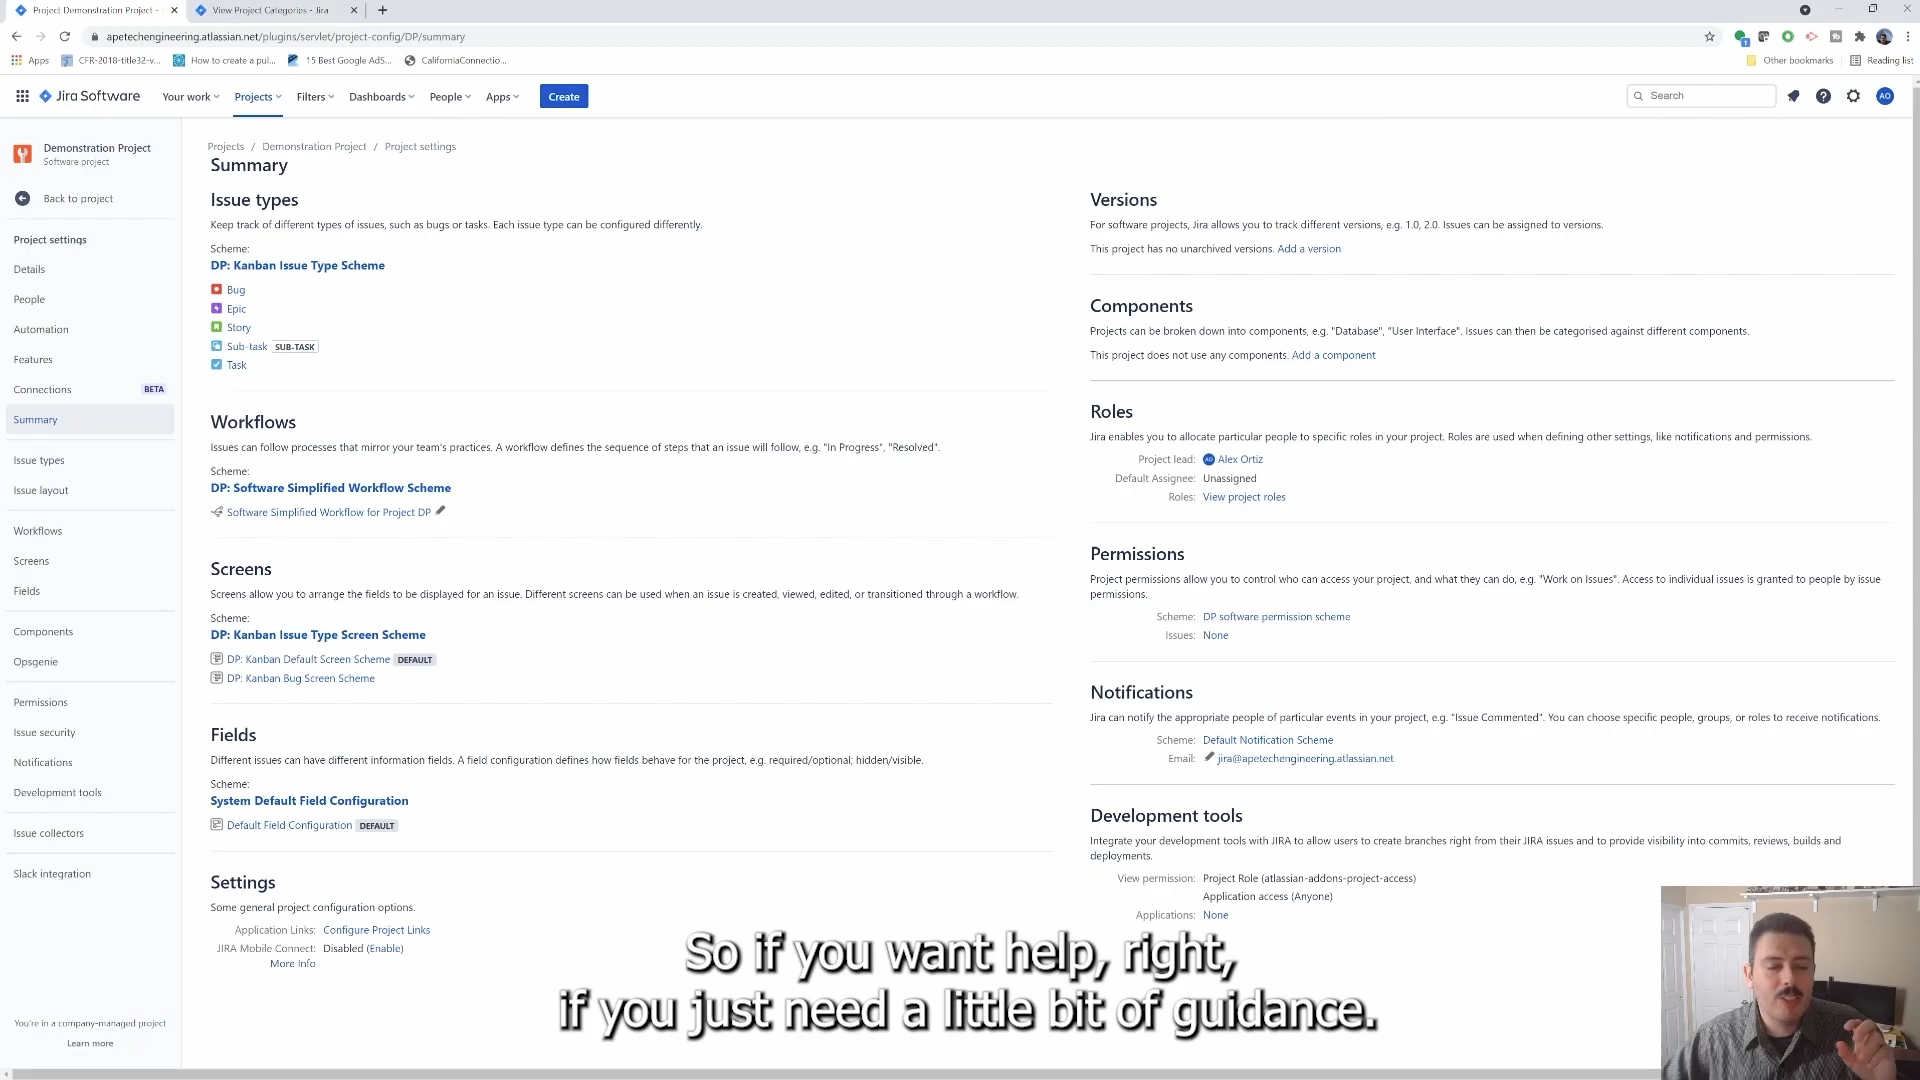 Project Demonstration Project -
View Project Categories - Jira
apetechengineering.atlassian.net/plugins/servlet/project-config/DP/summary
Apps
CFR-2018-title32-v...
How to create a pul...
15 Best Google AdS...
CaliforniaConnectio...
Other bookmarks
Reading list
Jira Software
Your work
Projects
Filters
Dashboards
People
Apps
Create
Search
AO
Demonstration Project
Software project
Back to project
Project settings
Details
People
Automation
Features
Connections BETA
Summary
Issue types
Issue layout
Workflows
Screens
Fields
Components
Opsgenie
Permissions
Issue security
Notifications
Development tools
Issue collectors
Slack integration
You're in a company-managed project
Learn more
Projects / Demonstration Project / Project settings
Summary
Issue types
Keep track of different types of issues, such as bugs or tasks. Each issue type can be configured differently.
Scheme:
DP: Kanban Issue Type Scheme
Bug
Epic
Story
Sub-task SUB-TASK
Task
Workflows
Issues can follow processes that mirror your team's practices. A workflow defines the sequence of steps that an issue will follow, e.g. "In Progress", "Resolved".
Scheme:
DP: Software Simplified Workflow Scheme
Software Simplified Workflow for Project DP
Screens
Screens allow you to arrange the fields to be displayed for an issue. Different screens can be used when an issue is created, viewed, edited, or transitioned through a workflow.
Scheme:
DP: Kanban Issue Type Screen Scheme
DP: Kanban Default Screen Scheme DEFAULT
DP: Kanban Bug Screen Scheme
Fields
Different issues can have different information fields. A field configuration defines how fields behave for the project, e.g. required/optional; hidden/visible.
Scheme:
System Default Field Configuration
Default Field Configuration DEFAULT
Settings
Some general project configuration options.
Application Links: Configure Project Links
JIRA Mobile Connect: Disabled (Enable)
More Info
Versions
For software projects, Jira allows you to track different versions, e.g. 1.0, 2.0. Issues can be assigned to versions.
This project has no unarchived versions. Add a version
Components
Projects can be broken down into components, e.g. "Database", "User Interface". Issues can then be categorised against different components.
This project does not use any components. Add a component
Roles
Jira enables you to allocate particular people to specific roles in your project. Roles are used when defining other settings, like notifications and permissions.
Project lead: AO Alex Ortiz
Default Assignee: Unassigned
Roles: View project roles
Permissions
Project permissions allow you to control who can access your project, and what they can do, e.g. "Work on Issues". Access to individual issues is granted to people by issue
permissions.
Scheme: DP software permission scheme
Issues: None
Notifications
Jira can notify the appropriate people of particular events in your project, e.g. "Issue Commented". You can choose specific people, groups, or roles to receive notifications.
Scheme: Default Notification Scheme
Email: jira@apetechengineering.atlassian.net
Development tools
Integrate your development tools with JIRA to allow users to create branches right from their JIRA issues and to provide visibility into commits, reviews, builds and
deployments.
View permission: Project Role (atlassian-addons-project-access)
Application access (Anyone)
Applications: None
So if you want help, right,
if you just need a little bit of guidance.